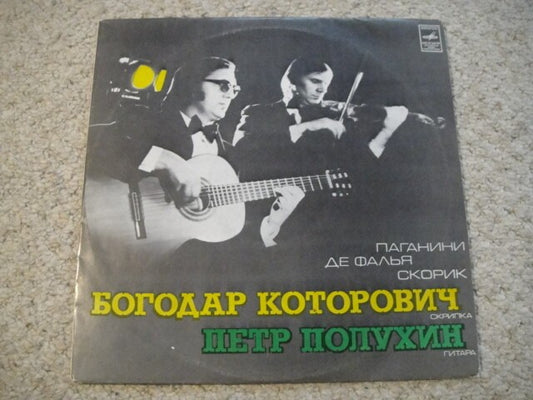 ПАГАНИНИ
ДЕ ФАЛЬЯ
СКОРИК
БОГОДАР КОТОРОВИЧ
СКРИПКА
ПЕТР ПОЛУХИН
ГИТАРА